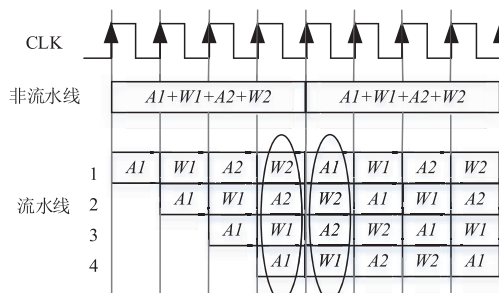 CLK
非流水线 A1+W1+A2+W2 A1+W1+A2+W2
流水线
1 A1 W1 A2 W2 A1 W1 A2 W2
2 A1 W1 A2 W2 A1 W1 A2
3 A1 W1 A2 W2 A1 W1
4 A1 W1 A2 W2 A1